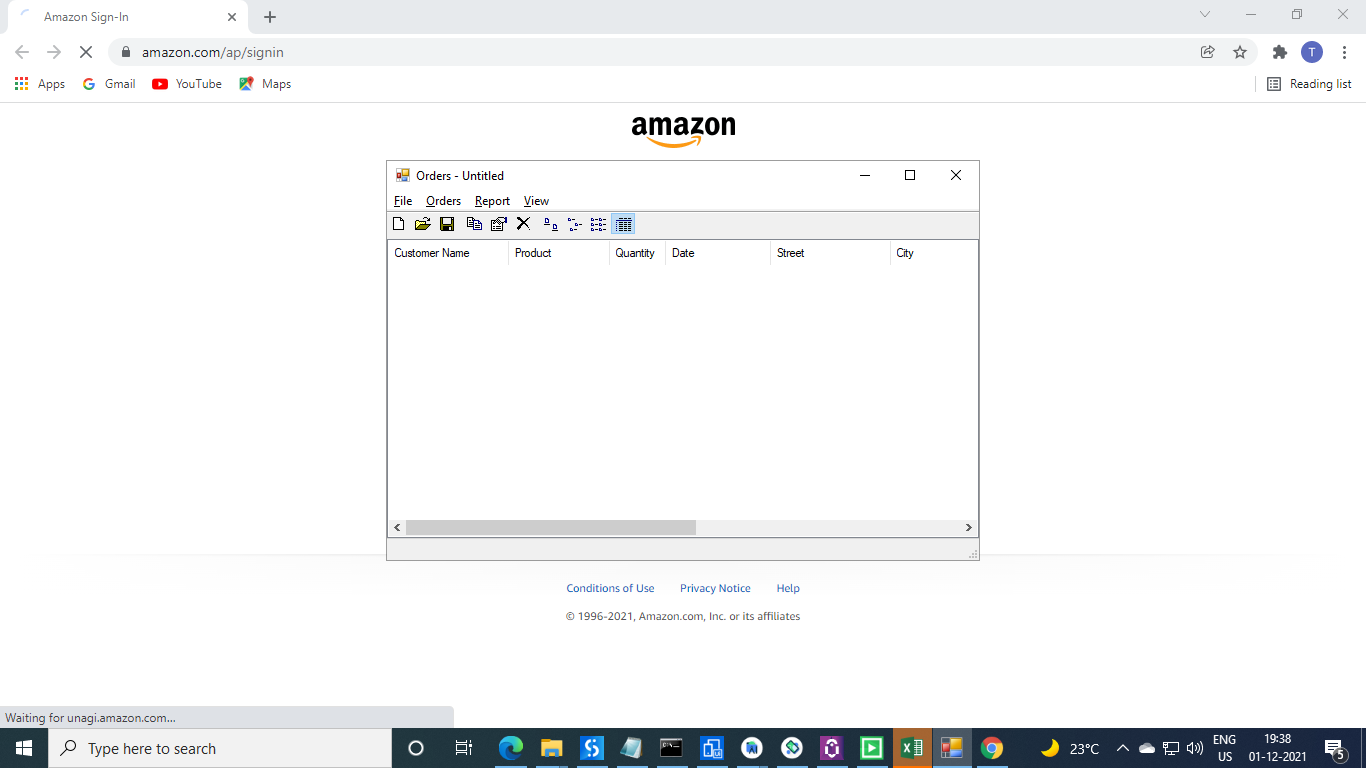 Amazon Sign-In
amazon.com/ap/signin
T
Apps Gmail YouTube Maps Reading list
amazon
Orders - Untitled
File Orders Report View
Customer Name Product Quantity Date Street City
Conditions of Use Privacy Notice Help
© 1996-2021, Amazon.com, Inc. or its affiliates
Waiting for unagi.amazon.com...
Type here to search
23°C
ENG
US
19:38
01-12-2021
5